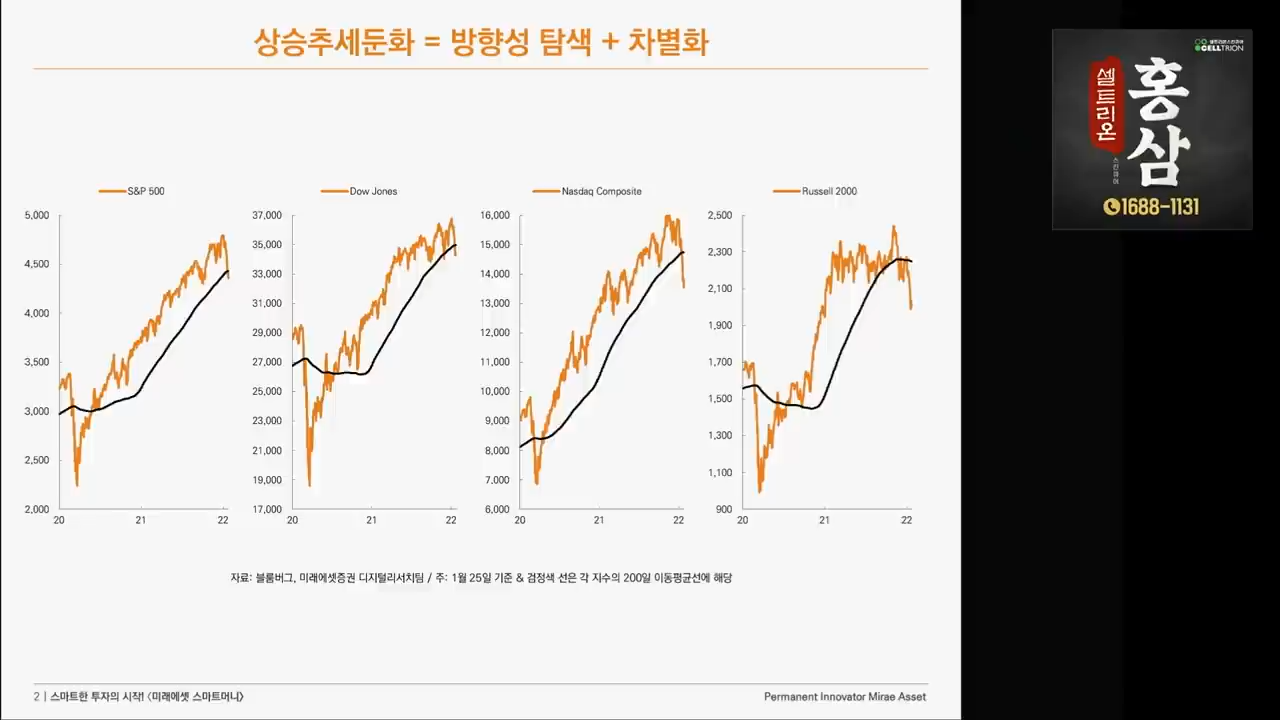 상승추세둔화 = 방향성 탐색 + 차별화
S&P 500
5,000
4,500
4,000
3,500
3,000
2,500
2,000
20 21 22
Dow Jones
37,000
35,000
33,000
31,000
29,000
27,000
25,000
23,000
21,000
19,000
17,000
20 21 22
Nasdaq Composite
16,000
15,000
14,000
13,000
12,000
11,000
10,000
9,000
8,000
7,000
6,000
20 21 22
Russell 2000
2,500
2,300
2,100
1,900
1,700
1,500
1,300
1,100
900
20 21 22
자료: 블룸버그, 미래에셋증권 디지털리서치팀 / 주: 1월 25일 기준 & 검정색 선은 각 지수의 200일 이동평균선에 해당
2 | 스마트한 투자의 시작! <미래에셋 스마트머니>
Permanent Innovator Mirae Asset
CELLTRION
셀트리온
스킨큐어
홍삼
1688-1131